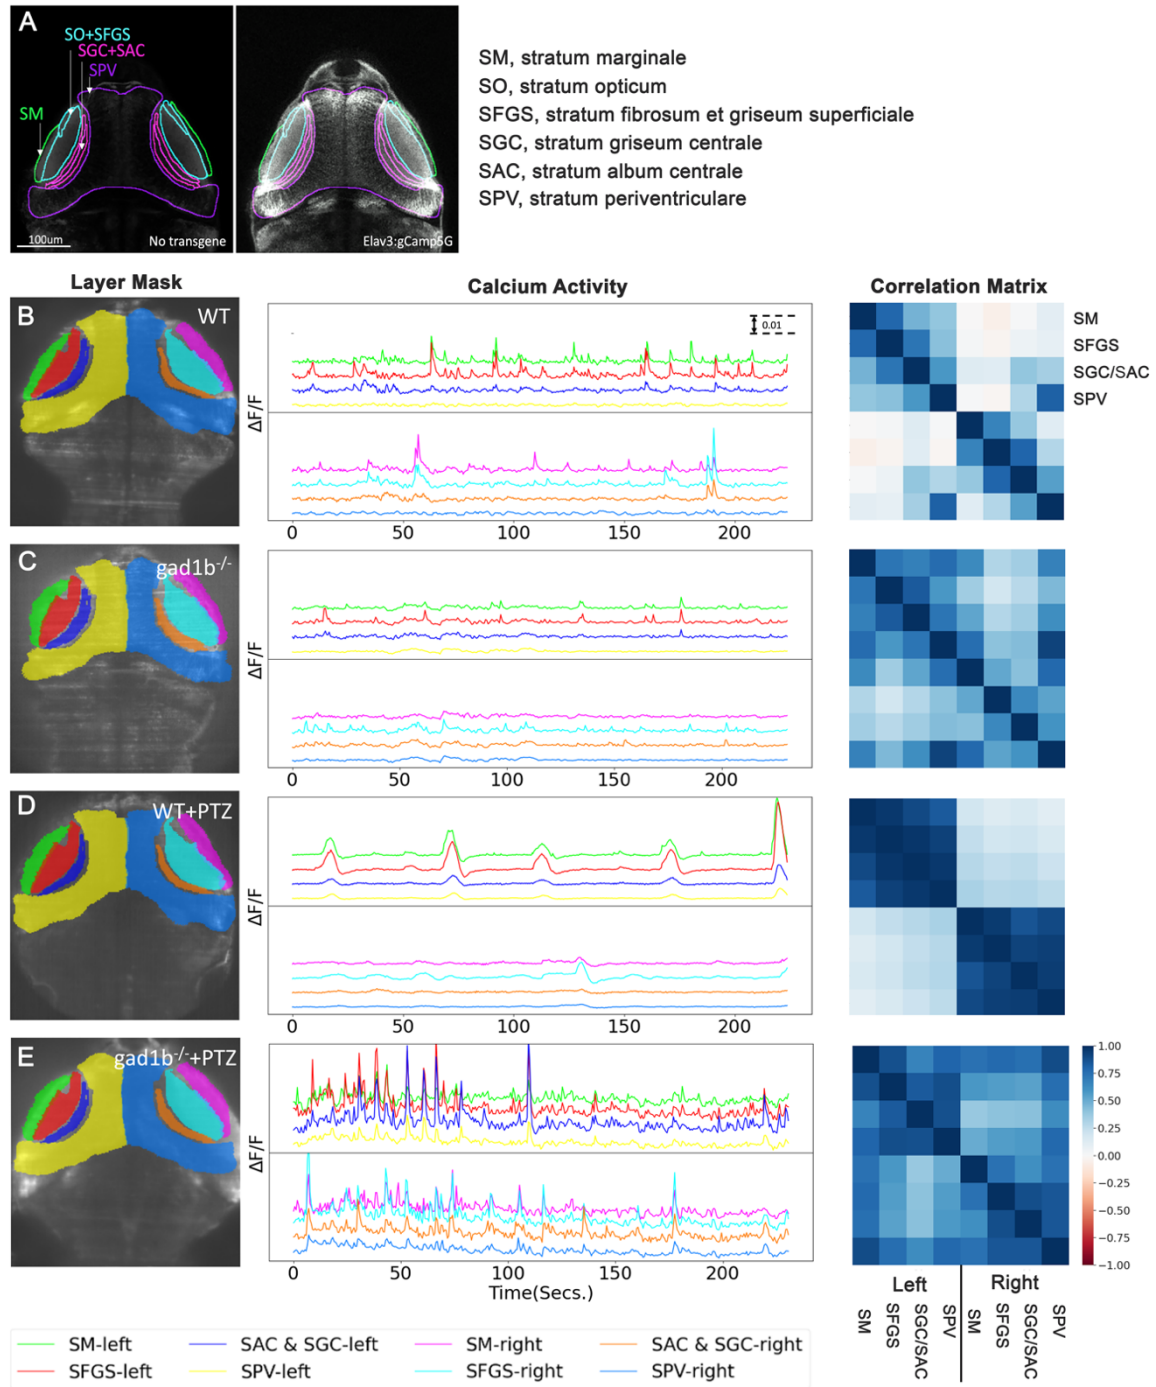 A
SO+SFGS
SGC+SAC
SPV
SM
100um
No transgene
Elav3:gCamp5G
SM, stratum marginale
SO, stratum opticum
SFGS, stratum fibrosum et griseum superficiale
SGC, stratum griseum centrale
SAC, stratum album centrale
SPV, stratum periventriculare
Layer Mask
Calcium Activity
Correlation Matrix
B
WT
0.01
ΔF/F
0 50 100 150 200
SM
SFGS
SGC/SAC
SPV
C
gad1b-/-
ΔF/F
0 50 100 150 200
D
WT+PTZ
ΔF/F
0 50 100 150 200
E
gad1b-/-+PTZ
ΔF/F
0 50 100 150 200
Time(Secs.)
1.00
0.75
0.50
0.25
0.00
−0.25
−0.50
−0.75
−1.00
Left Right
SM SFGS SGC/SAC SPV SM SFGS SGC/SAC SPV
SM-left SAC & SGC-left SM-right SAC & SGC-right
SFGS-left SPV-left SFGS-right SPV-right